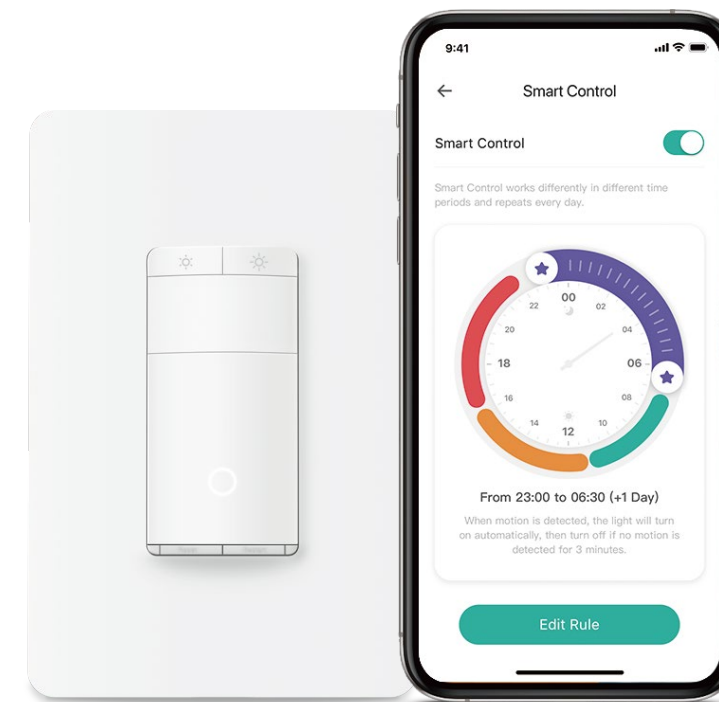 9:41
Smart Control
Smart Control
Smart Control works differently in different time
periods and repeats every day.
00
02
04
06
08
10
12
14
16
18
20
22
From 23:00 to 06:30 (+1 Day)
When motion is detected, the light will turn
on automatically, then turn off if no motion is
detected for 3 minutes.
Edit Rule